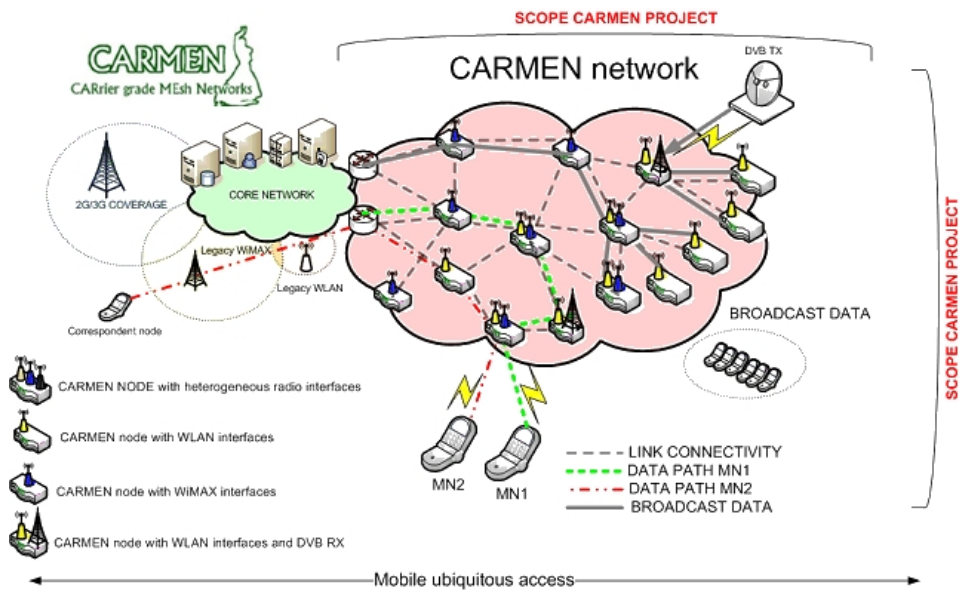 SCOPE CARMEN PROJECT
CARMEN
CARrier grade MEsh Networks
CARMEN network
DVB TX
CORE NETWORK
2G/3G COVERAGE
Legacy WiMAX
Legacy WLAN
Correspondent node
BROADCAST DATA
SCOPE CARMEN PROJECT
CARMEN NODE with heterogeneous radio interfaces
CARMEN node with WLAN interfaces
CARMEN node with WiMAX interfaces
CARMEN node with WLAN interfaces and DVB RX
MN2
MN1
LINK CONNECTIVITY
DATA PATH MN1
DATA PATH MN2
BROADCAST DATA
Mobile ubiquitous access